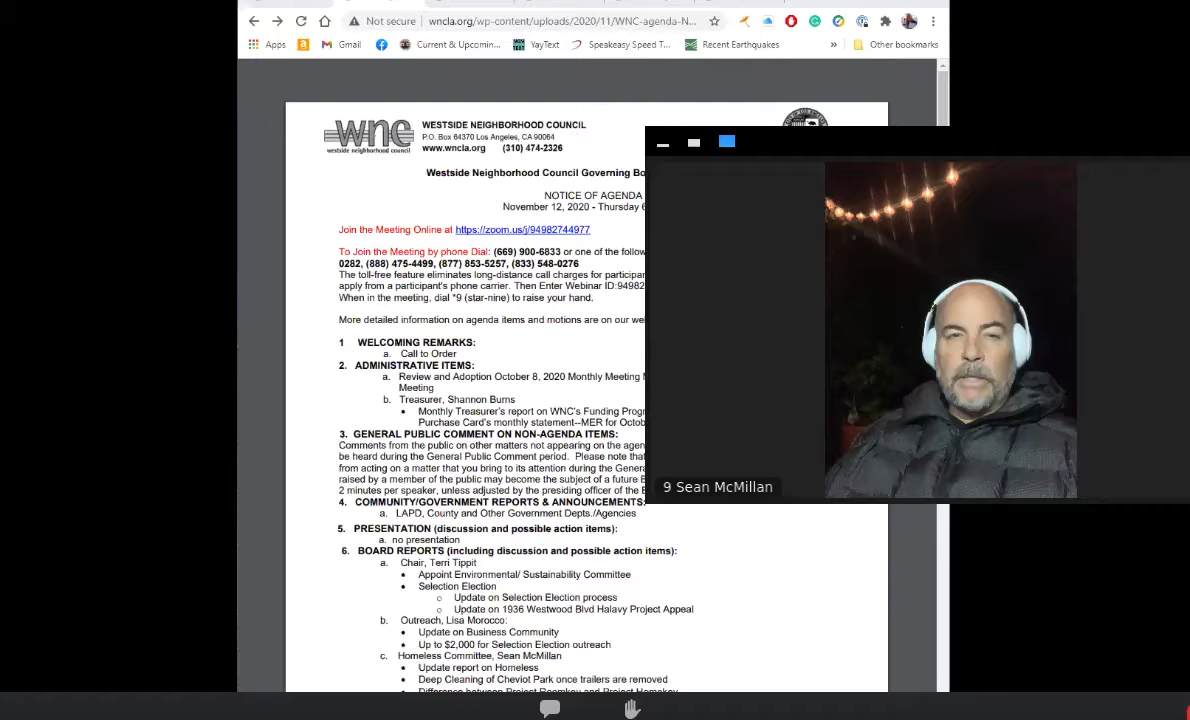 Not secure wncla.org/wp-content/uploads/2020/11/WNC-agenda-N...
Apps Gmail Current & Upcomin... YayText Speakeasy Speed T... Recent Earthquakes » Other bookmarks
wnc
westside neighborhood council
WESTSIDE NEIGHBORHOOD COUNCIL
P.O. Box 64370 Los Angeles, CA 90064
www.wncla.org (310) 474-2326
Westside Neighborhood Council Governing Bo
NOTICE OF AGENDA
November 12, 2020 - Thursday 6
Join the Meeting Online at https://zoom.us/j/94982744977
To Join the Meeting by phone Dial: (669) 900-6833 or one of the follow
0282, (888) 475-4499, (877) 853-5257, (833) 548-0276
The toll-free feature eliminates long-distance call charges for participan
apply from a participant's phone carrier. Then Enter Webinar ID:94982
When in the meeting, dial *9 (star-nine) to raise your hand.
More detailed information on agenda items and motions are on our we
1 WELCOMING REMARKS:
a. Call to Order
2. ADMINISTRATIVE ITEMS:
a. Review and Adoption October 8, 2020 Monthly Meeting M
Meeting
b. Treasurer, Shannon Burns
• Monthly Treasurer's report on WNC's Funding Progr
Purchase Card's monthly statement--MER for Octob
3. GENERAL PUBLIC COMMENT ON NON-AGENDA ITEMS:
Comments from the public on other matters not appearing on the agen
be heard during the General Public Comment period. Please note that
from acting on a matter that you bring to its attention during the Genera
raised by a member of the public may become the subject of a future B
2 minutes per speaker, unless adjusted by the presiding officer of the B
4. COMMUNITY/GOVERNMENT REPORTS & ANNOUNCEMENTS:
a. LAPD, County and Other Government Depts./Agencies
5. PRESENTATION (discussion and possible action items):
a. no presentation
6. BOARD REPORTS (including discussion and possible action items):
a. Chair, Terri Tippit
• Appoint Environmental/ Sustainability Committee
• Selection Election
o Update on Selection Election process
o Update on 1936 Westwood Blvd Halavy Project Appeal
b. Outreach, Lisa Morocco:
• Update on Business Community
• Up to $2,000 for Selection Election outreach
c. Homeless Committee, Sean McMillan
• Update report on Homeless
• Deep Cleaning of Cheviot Park once trailers are removed
• Difference between Project Roomkey and Project Homekey
9 Sean McMillan